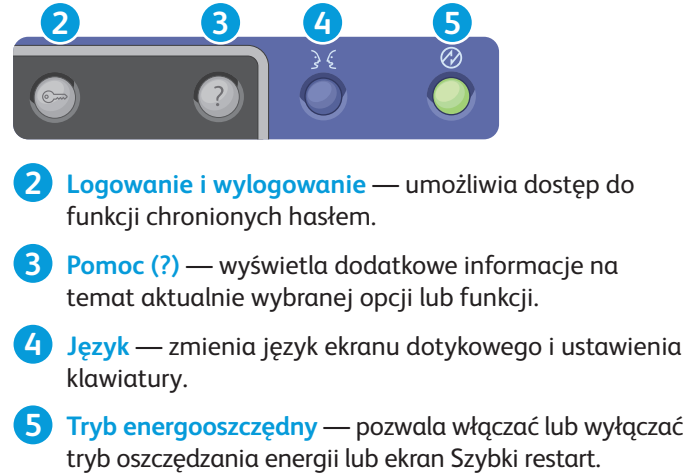 2 3 4 5
?
2 Logowanie i wylogowanie — umożliwia dostęp do
funkcji chronionych hasłem.
3 Pomoc (?) — wyświetla dodatkowe informacje na
temat aktualnie wybranej opcji lub funkcji.
4 Język — zmienia język ekranu dotykowego i ustawienia
klawiatury.
5 Tryb energooszczędny — pozwala włączać lub wyłączać
tryb oszczędzania energii lub ekran Szybki restart.